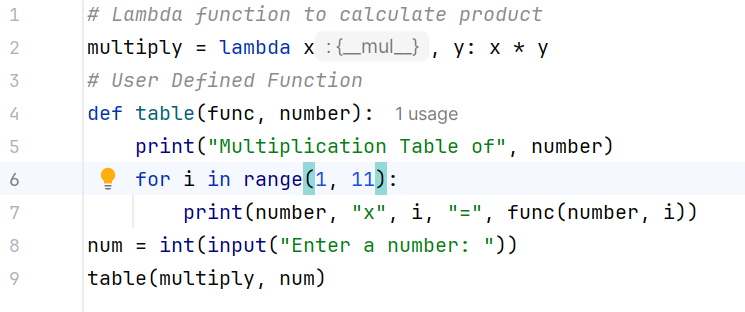 1 # Lambda function to calculate product
2 multiply = lambda x : {__mul__} , y: x * y
3 # User Defined Function
4 def table(func, number): 1 usage
5     print("Multiplication Table of", number)
6     for i in range(1, 11):
7         print(number, "x", i, "=", func(number, i))
8 num = int(input("Enter a number: "))
9 table(multiply, num)